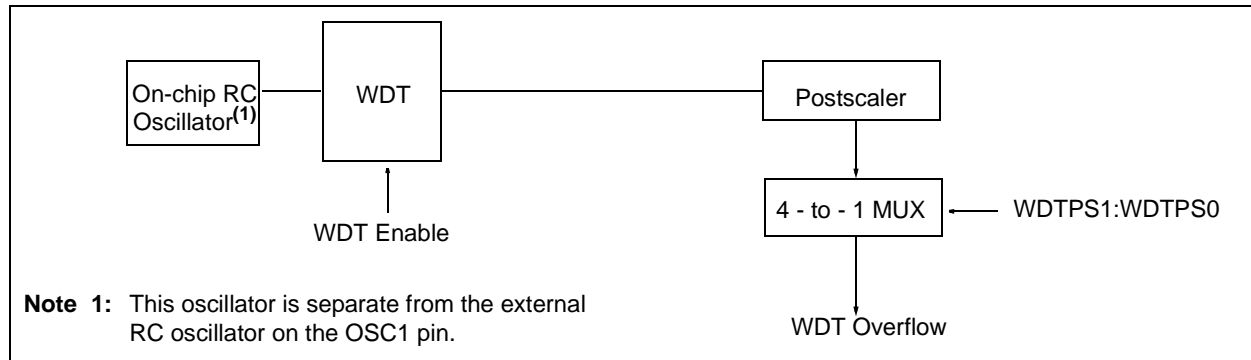 On-chip RC
Oscillator(1)
WDT
Postscaler
4 - to - 1 MUX
WDTPS1:WDTPS0
WDT Enable
WDT Overflow
Note 1: This oscillator is separate from the external
RC oscillator on the OSC1 pin.